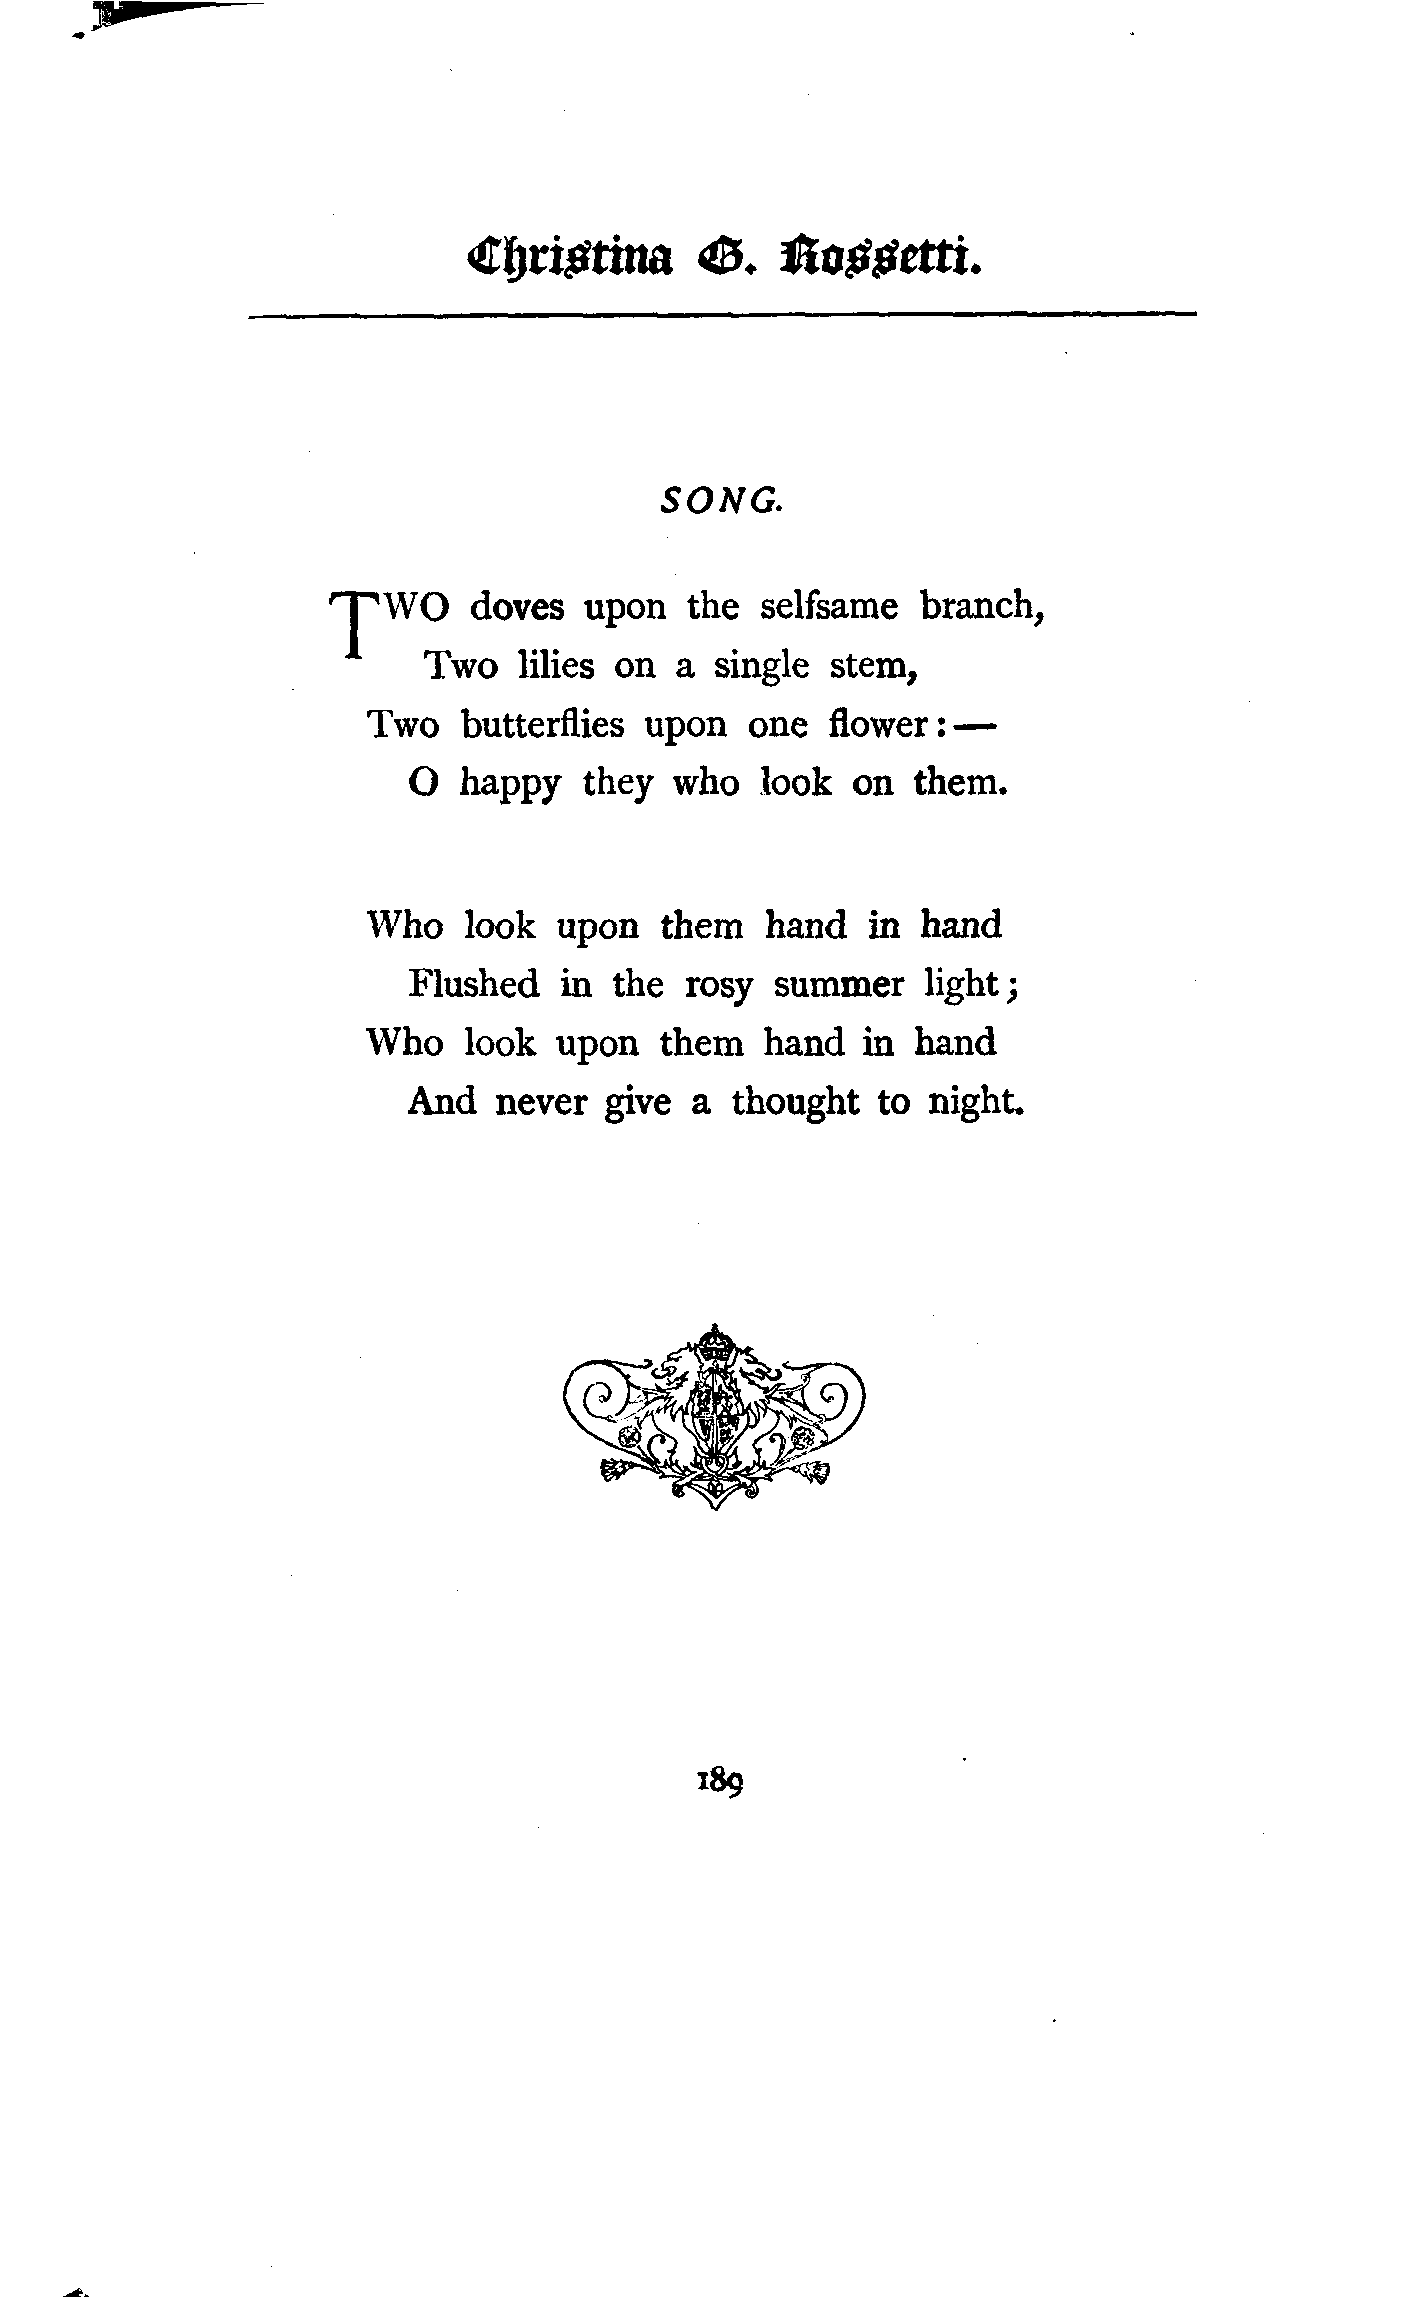 Christina G. Rossetti.
SONG.
TWO doves upon the selfsame branch,
Two lilies on a single stem,
Two butterflies upon one flower:—
O happy they who look on them.
Who look upon them hand in hand
Flushed in the rosy summer light;
Who look upon them hand in hand
And never give a thought to night.
189